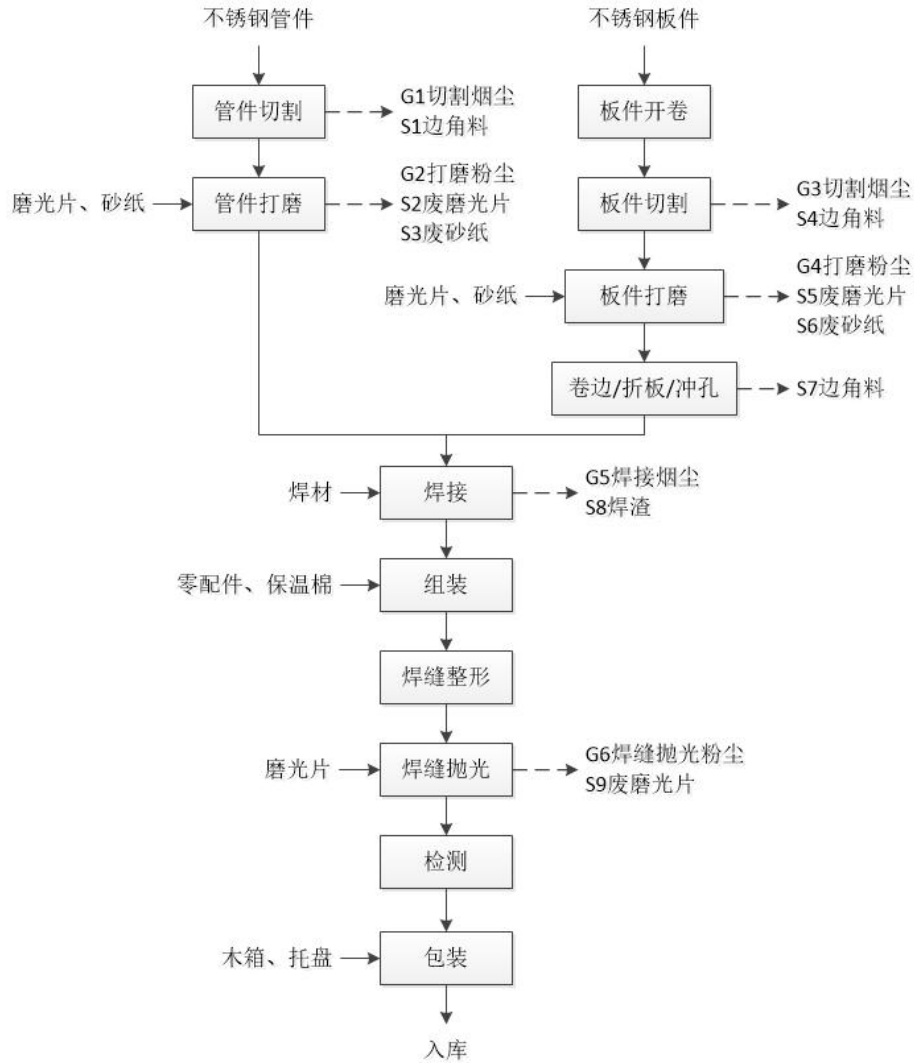 不锈钢管件
不锈钢板件
管件切割
G1切割烟尘
S1边角料
板件开卷
磨光片、砂纸
管件打磨
G2打磨粉尘
S2废磨光片
S3废砂纸
板件切割
G3切割烟尘
S4边角料
磨光片、砂纸
板件打磨
G4打磨粉尘
S5废磨光片
S6废砂纸
卷边/折板/冲孔
S7边角料
焊材
焊接
G5焊接烟尘
S8焊渣
零配件、保温棉
组装
焊缝整形
磨光片
焊缝抛光
G6焊缝抛光粉尘
S9废磨光片
检测
木箱、托盘
包装
入库